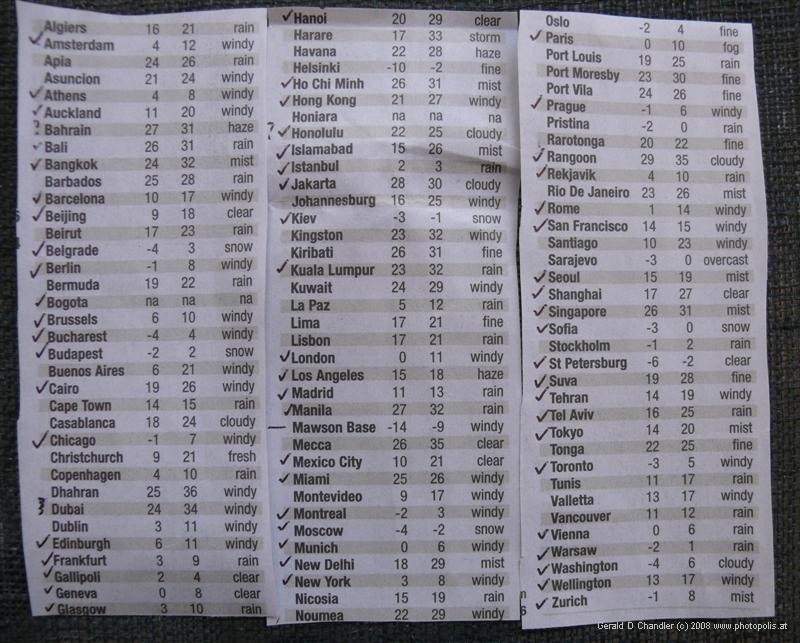 Algiers 16 21 rain
Amsterdam 4 12 windy
Apia 24 26 rain
Asuncion 21 24 windy
Athens 4 8 windy
Auckland 11 20 windy
? Bahrain 27 31 haze
Bali 26 31 rain
Bangkok 24 32 mist
Barbados 25 28 rain
Barcelona 10 17 windy
Beijing 9 18 clear
Beirut 17 23 rain
Belgrade -4 3 snow
Berlin -1 8 windy
Bermuda 19 22 rain
Bogota na na na
Brussels 6 10 windy
Bucharest -4 4 windy
Budapest -2 2 snow
Buenos Aires 6 21 windy
Cairo 19 26 windy
Cape Town 14 15 rain
Casablanca 18 24 cloudy
Chicago -1 7 windy
Christchurch 9 21 fresh
Copenhagen 4 10 rain
Dhahran 25 36 windy
Dubai 24 34 windy
Dublin 3 11 windy
Edinburgh 6 11 windy
Frankfurt 3 9 rain
Gallipoli 2 4 clear
Geneva 0 8 clear
Glasgow 3 10 rain
Hanoi 20 29 clear
Harare 17 33 storm
Havana 22 28 haze
Helsinki -10 -2 fine
Ho Chi Minh 26 31 mist
Hong Kong 21 27 windy
Honiara na na na
? Honolulu 22 25 cloudy
Islamabad 15 26 mist
Istanbul 2 3 rain
Jakarta 28 30 cloudy
Johannesburg 16 25 windy
Kiev -3 -1 snow
Kingston 23 32 windy
Kiribati 26 31 fine
Kuala Lumpur 23 32 rain
Kuwait 24 29 windy
La Paz 5 12 rain
Lima 17 21 fine
Lisbon 17 21 rain
London 0 11 windy
Los Angeles 15 18 haze
Madrid 11 13 rain
Manila 27 32 rain
Mawson Base -14 -9 windy
Mecca 26 35 clear
Mexico City 10 21 clear
Miami 25 26 windy
Montevideo 9 17 windy
Montreal -2 3 windy
Moscow -4 -2 snow
Munich 0 6 windy
New Delhi 18 29 mist
New York 3 8 windy
Nicosia 15 19 rain
Noumea 22 29 windy
Oslo -2 4 fine
Paris 0 10 fog
Port Louis 19 25 rain
Port Moresby 23 30 fine
Port Vila 24 26 fine
Prague -1 6 windy
Pristina -2 0 rain
Rarotonga 20 22 fine
Rangoon 29 35 cloudy
Rekjavik 4 10 rain
Rio De Janeiro 23 26 mist
Rome 1 14 windy
San Francisco 14 15 windy
Santiago 10 23 windy
Sarajevo -3 0 overcast
Seoul 15 19 mist
Shanghai 17 27 clear
Singapore 26 31 mist
Sofia -3 0 snow
Stockholm -1 2 rain
St Petersburg -6 -2 clear
Suva 19 28 fine
Tehran 14 19 windy
Tel Aviv 16 25 rain
Tokyo 14 20 mist
Tonga 22 25 fine
Toronto -3 5 windy
Tunis 11 17 rain
Valletta 13 17 windy
Vancouver 11 12 rain
Vienna 0 6 rain
Warsaw -2 1 rain
Washington -4 6 cloudy
Wellington 13 17 windy
Zurich -1 8 mist
Gerald D Chandler (c) 2008 www.photopolis.at